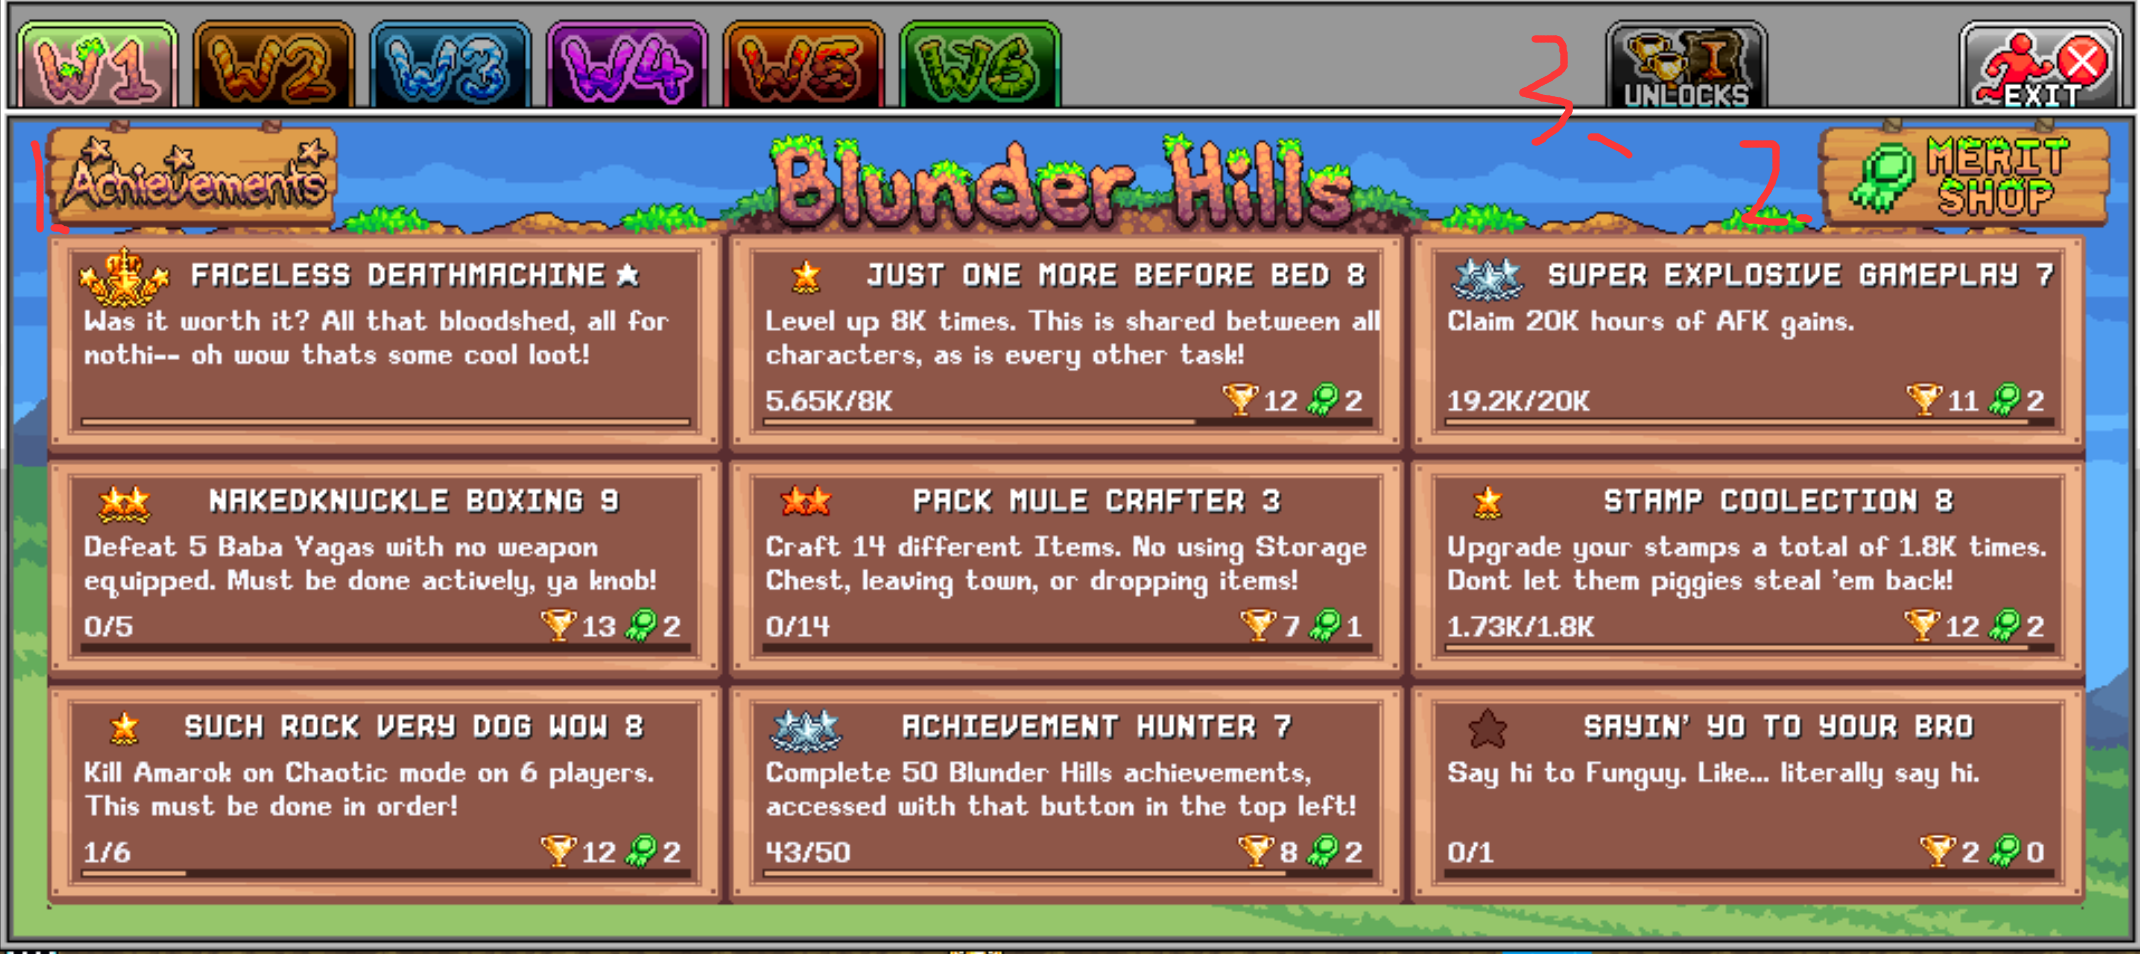 W1 W2 W3 W4 W5 W6
3.
UNLOCKS
EXIT
1.
Achievements
Blunder Hills
2.
MERIT
SHOP
FACELESS DEATHMACHINE ★
Was it worth it? All that bloodshed, all for
nothi-- oh wow thats some cool loot!
JUST ONE MORE BEFORE BED 8
Level up 8K times. This is shared between all
characters, as is every other task!
5.65K/8K 12 2
SUPER EXPLOSIVE GAMEPLAY 7
Claim 20K hours of AFK gains.
19.2K/20K 11 2
NAKEDKNUCKLE BOXING 9
Defeat 5 Baba Yagas with no weapon
equipped. Must be done actively, ya knob!
0/5 13 2
PACK MULE CRAFTER 3
Craft 14 different Items. No using Storage
Chest, leaving town, or dropping items!
0/14 7 1
STAMP COOLECTION 8
Upgrade your stamps a total of 1.8K times.
Dont let them piggies steal 'em back!
1.73K/1.8K 12 2
SUCH ROCK VERY DOG WOW 8
Kill Amarok on Chaotic mode on 6 players.
This must be done in order!
1/6 12 2
ACHIEVEMENT HUNTER 7
Complete 50 Blunder Hills achievements,
accessed with that button in the top left!
43/50 8 2
SAYIN' YO TO YOUR BRO
Say hi to Funguy. Like... literally say hi.
0/1 2 0